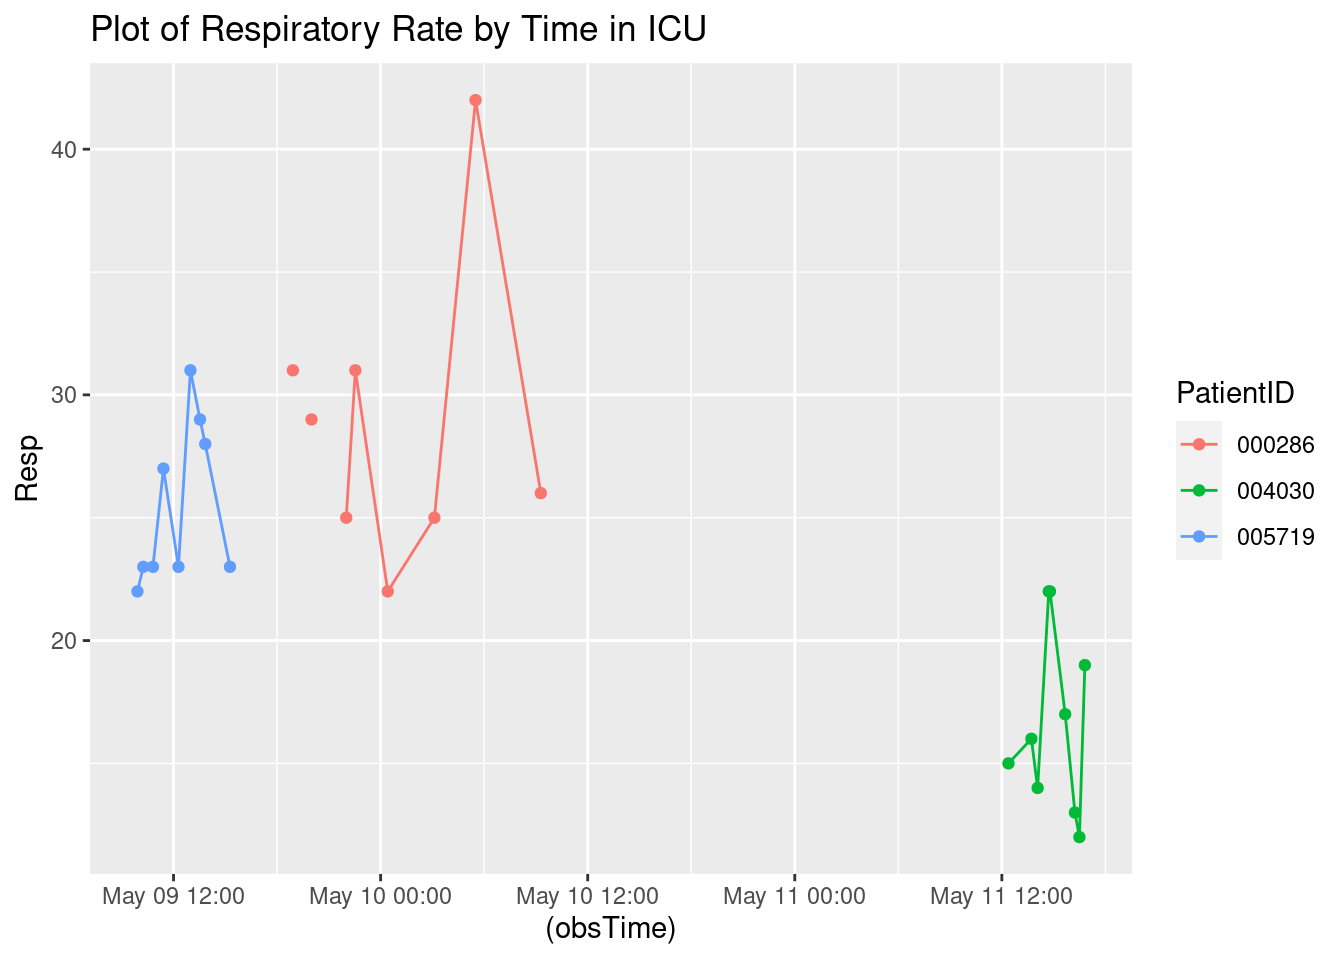 Plot of Respiratory Rate by Time in ICU
40
30
20
Resp
May 09 12:00
May 10 00:00
May 10 12:00
May 11 00:00
May 11 12:00
(obsTime)
PatientID
000286
004030
005719